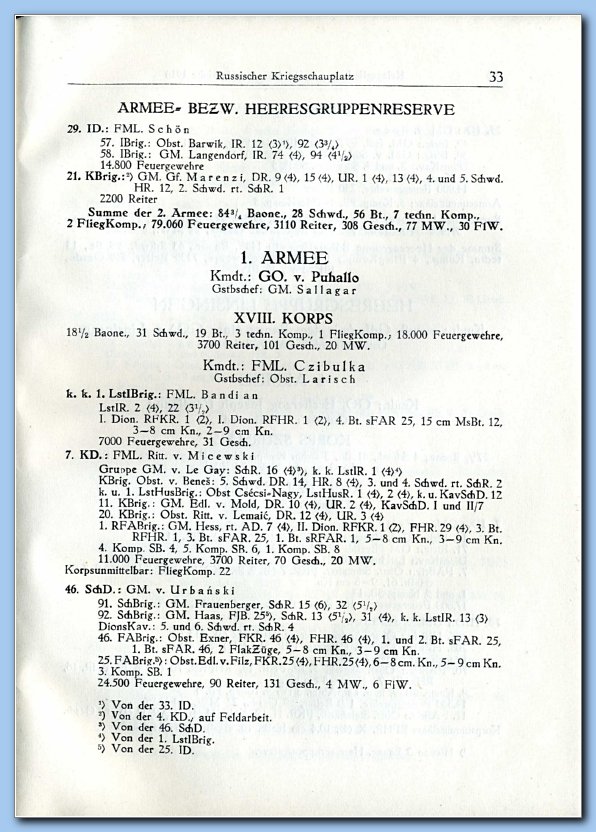 Russischer Kriegsschauplatz 33
ARMEE- BEZW. HEERESGRUPPENRESERVE
29. ID.: FML. Schön
57. IBrig.: Obst. Barwik, IR. 12 (3)¹), 92 (3³/₄)
58. IBrig.: GM. Langendorf, IR. 74 (4), 94 (4¹/₂)
14.800 Feuergewehre
21. KBrig.:²) GM. Gf. Marenzi, DR. 9 (4), 15 (4), UR. 1 (4), 13 (4), 4. und 5. Schwd.
HR. 12, 2. Schwd. rt. SchR. 1
2200 Reiter
Summe der 2. Armee: 84³/₄ Baone., 28 Schwd., 56 Bt., 7 techn. Komp.,
2 FliegKomp.; 79.060 Feuergewehre, 3110 Reiter, 308 Gesch., 77 MW., 30 FlW.
1. ARMEE
Kmdt.: GO. v. Puhallo
Gstbschef: GM. Sallagar
XVIII. KORPS
18¹/₂ Baone., 31 Schwd., 19 Bt., 3 techn. Komp., 1 FliegKomp.; 18.000 Feuergewehre,
3700 Reiter, 101 Gesch., 20 MW.
Kmdt.: FML. Czibulka
Gstbschef: Obst. Larisch
k. k. 1. LstIBrig.: FML. Bandian
LstIR. 2 (4), 22 (3¹/₂)
I. Dion. RFKR. 1 (2), I. Dion. RFHR. 1 (2), 4. Bt. sFAR 25, 15 cm MsBt. 12,
3—8 cm Kn., 2—9 cm Kn.
7000 Feuergewehre, 31 Gesch.
7. KD.: FML. Ritt. v. Micewski
Gruppe GM. v. Le Gay: SchR. 16 (4)³), k. k. LstIR. 1 (4)⁴)
KBrig. Obst. v. Beneš: 5. Schwd. DR. 14, HR. 8 (4), 3. und 4. Schwd. rt. SchR. 2
k. u. 1. LstHusBrig.: Obst Csécsi-Nagy, LstHusR. 1 (4), 2 (4), k. u. KavSchD. 12
11. KBrig.: GM. Edl. v. Mold, DR. 10 (4), UR. 2 (4), KavSchD. I und II/7
20. KBrig.: Obst. Ritt. v. Lemaić, DR. 12 (4), UR. 3 (4)
1. RFABrig.: GM. Hess, rt. AD. 7 (4), II. Dion. RFKR. 1 (2), FHR. 29 (4), 3. Bt.
RFHR. 1, 3. Bt. sFAR. 25, 1. Bt. sRFAR. 1, 5—8 cm Kn., 3—9 cm Kn.
4. Komp. SB. 4, 5. Komp. SB. 6, 1. Komp. SB. 8
11.000 Feuergewehre, 3700 Reiter, 70 Gesch., 20 MW.
Korpsunmittelbar: FliegKomp. 22
46. SchD.: GM. v. Urbański
91. SchBrig.: GM. Frauenberger, SchR. 15 (6), 32 (5¹/₂)
92. SchBrig.: GM. Haas, FJB. 25⁵), SchR. 13 (5¹/₂), 31 (4), k. k. LstIR. 13 (3)
DionsKav.: 5. und 6. Schwd. rt. SchR. 4
46. FABrig.: Obst. Exner, FKR. 46 (4), FHR. 46 (4), 1. und 2. Bt. sFAR. 25,
1. Bt. sFAR. 46, 2 FlakZüge, 5—8 cm Kn., 3—9 cm Kn.
25. FABrig.⁵): Obst. Edl. v. Filz, FKR. 25 (4), FHR. 25 (4), 6—8 cm. Kn., 5—9 cm Kn.
3. Komp. SB. 1
24.500 Feuergewehre, 90 Reiter, 131 Gesch., 4 MW., 6 FlW.
¹) Von der 33. ID.
²) Von der 4. KD., auf Feldarbeit.
³) Von der 46. SchD.
⁴) Von der 1. LstIBrig.
⁵) Von der 25. ID.